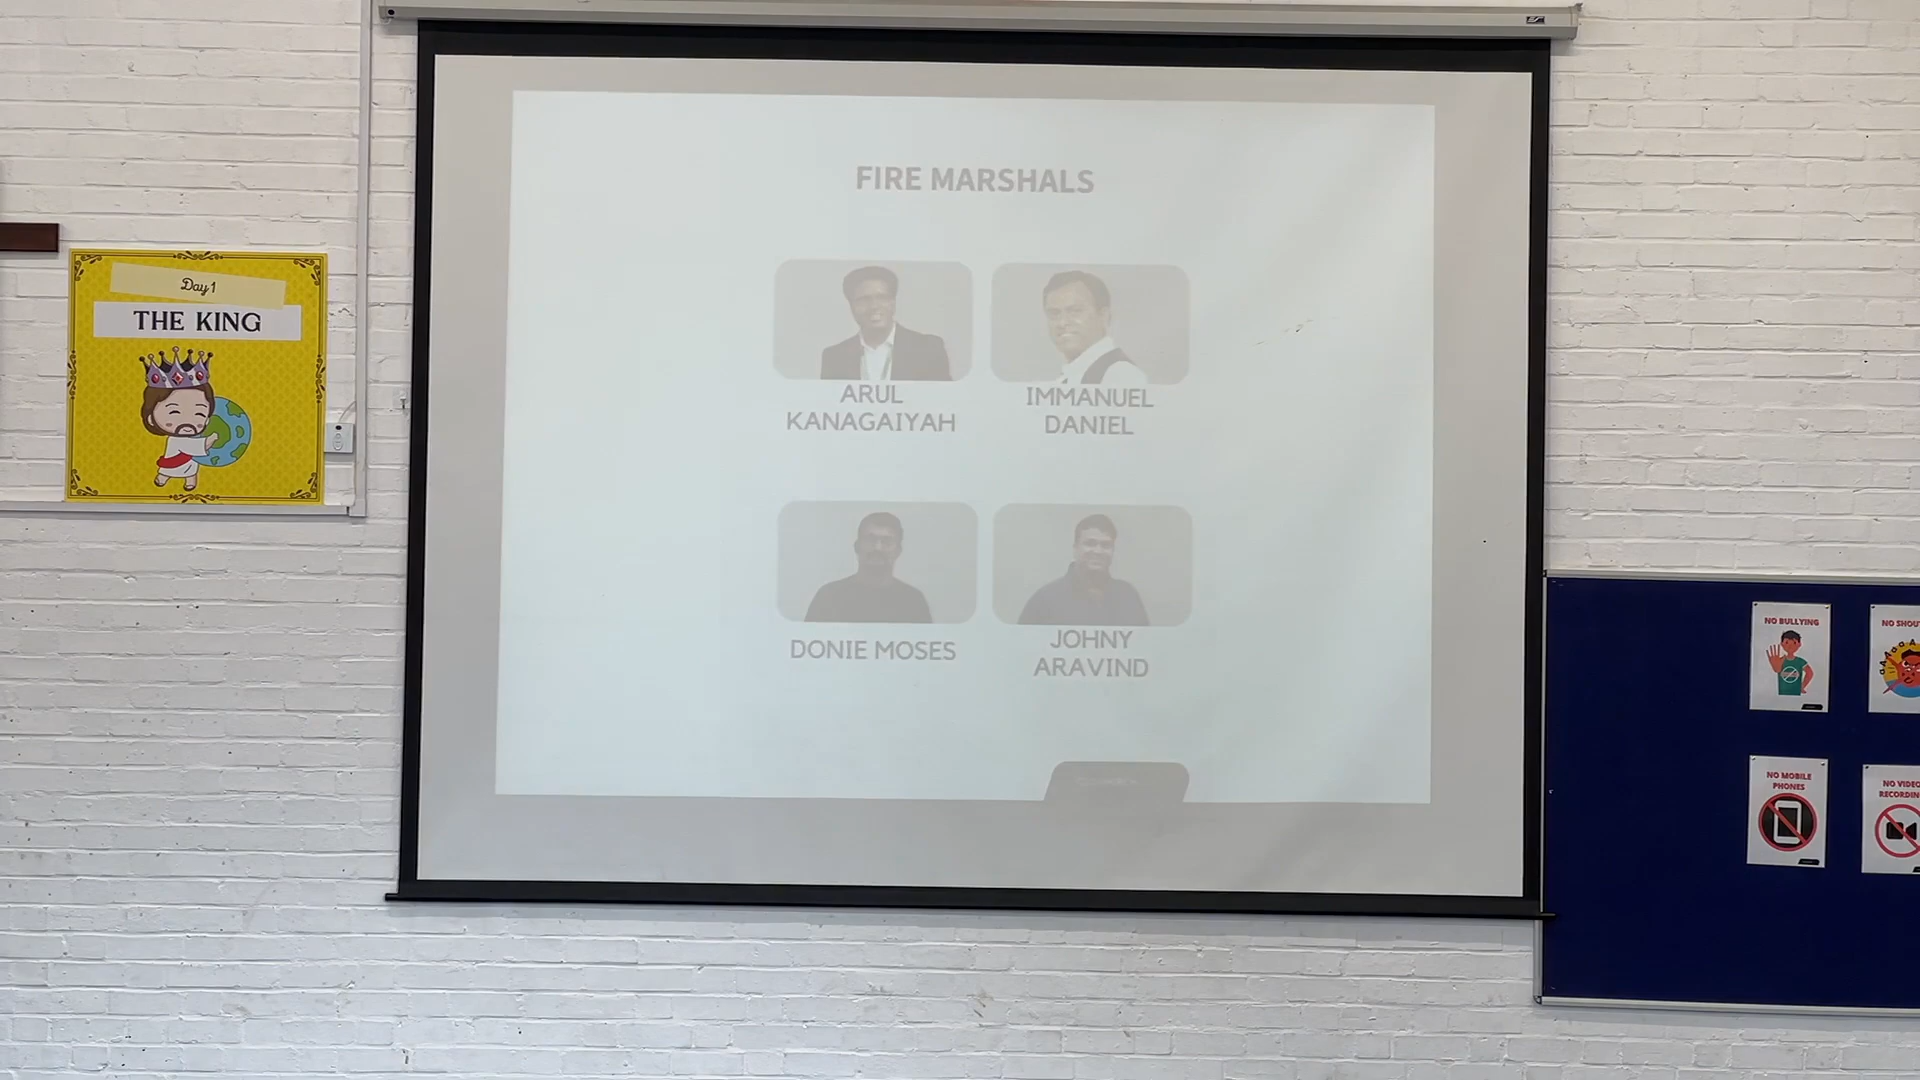 FIRE MARSHALS
ARUL
KANAGAIYAH
IMMANUEL
DANIEL
DONIE MOSES
JOHNY
ARAVIND
Day 1
THE KING
NO BULLYING
NO MOBILE
PHONES